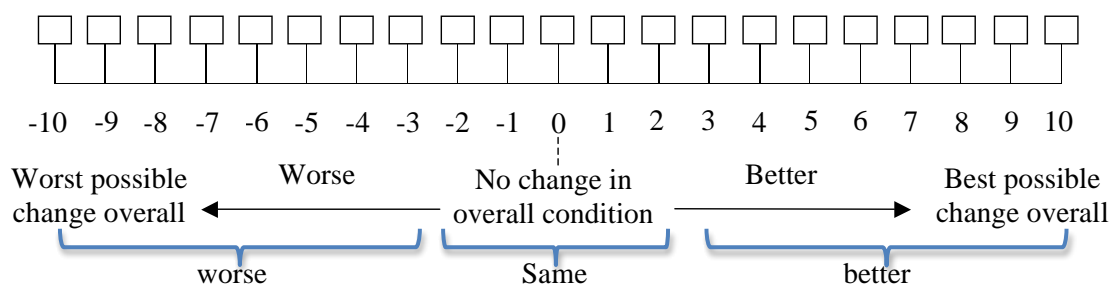 -10 -9 -8 -7 -6 -5 -4 -3 -2 -1 0 1 2 3 4 5 6 7 8 9 10
Worst possible
change overall
Worse
No change in
overall condition
Better
Best possible
change overall
worse
Same
better